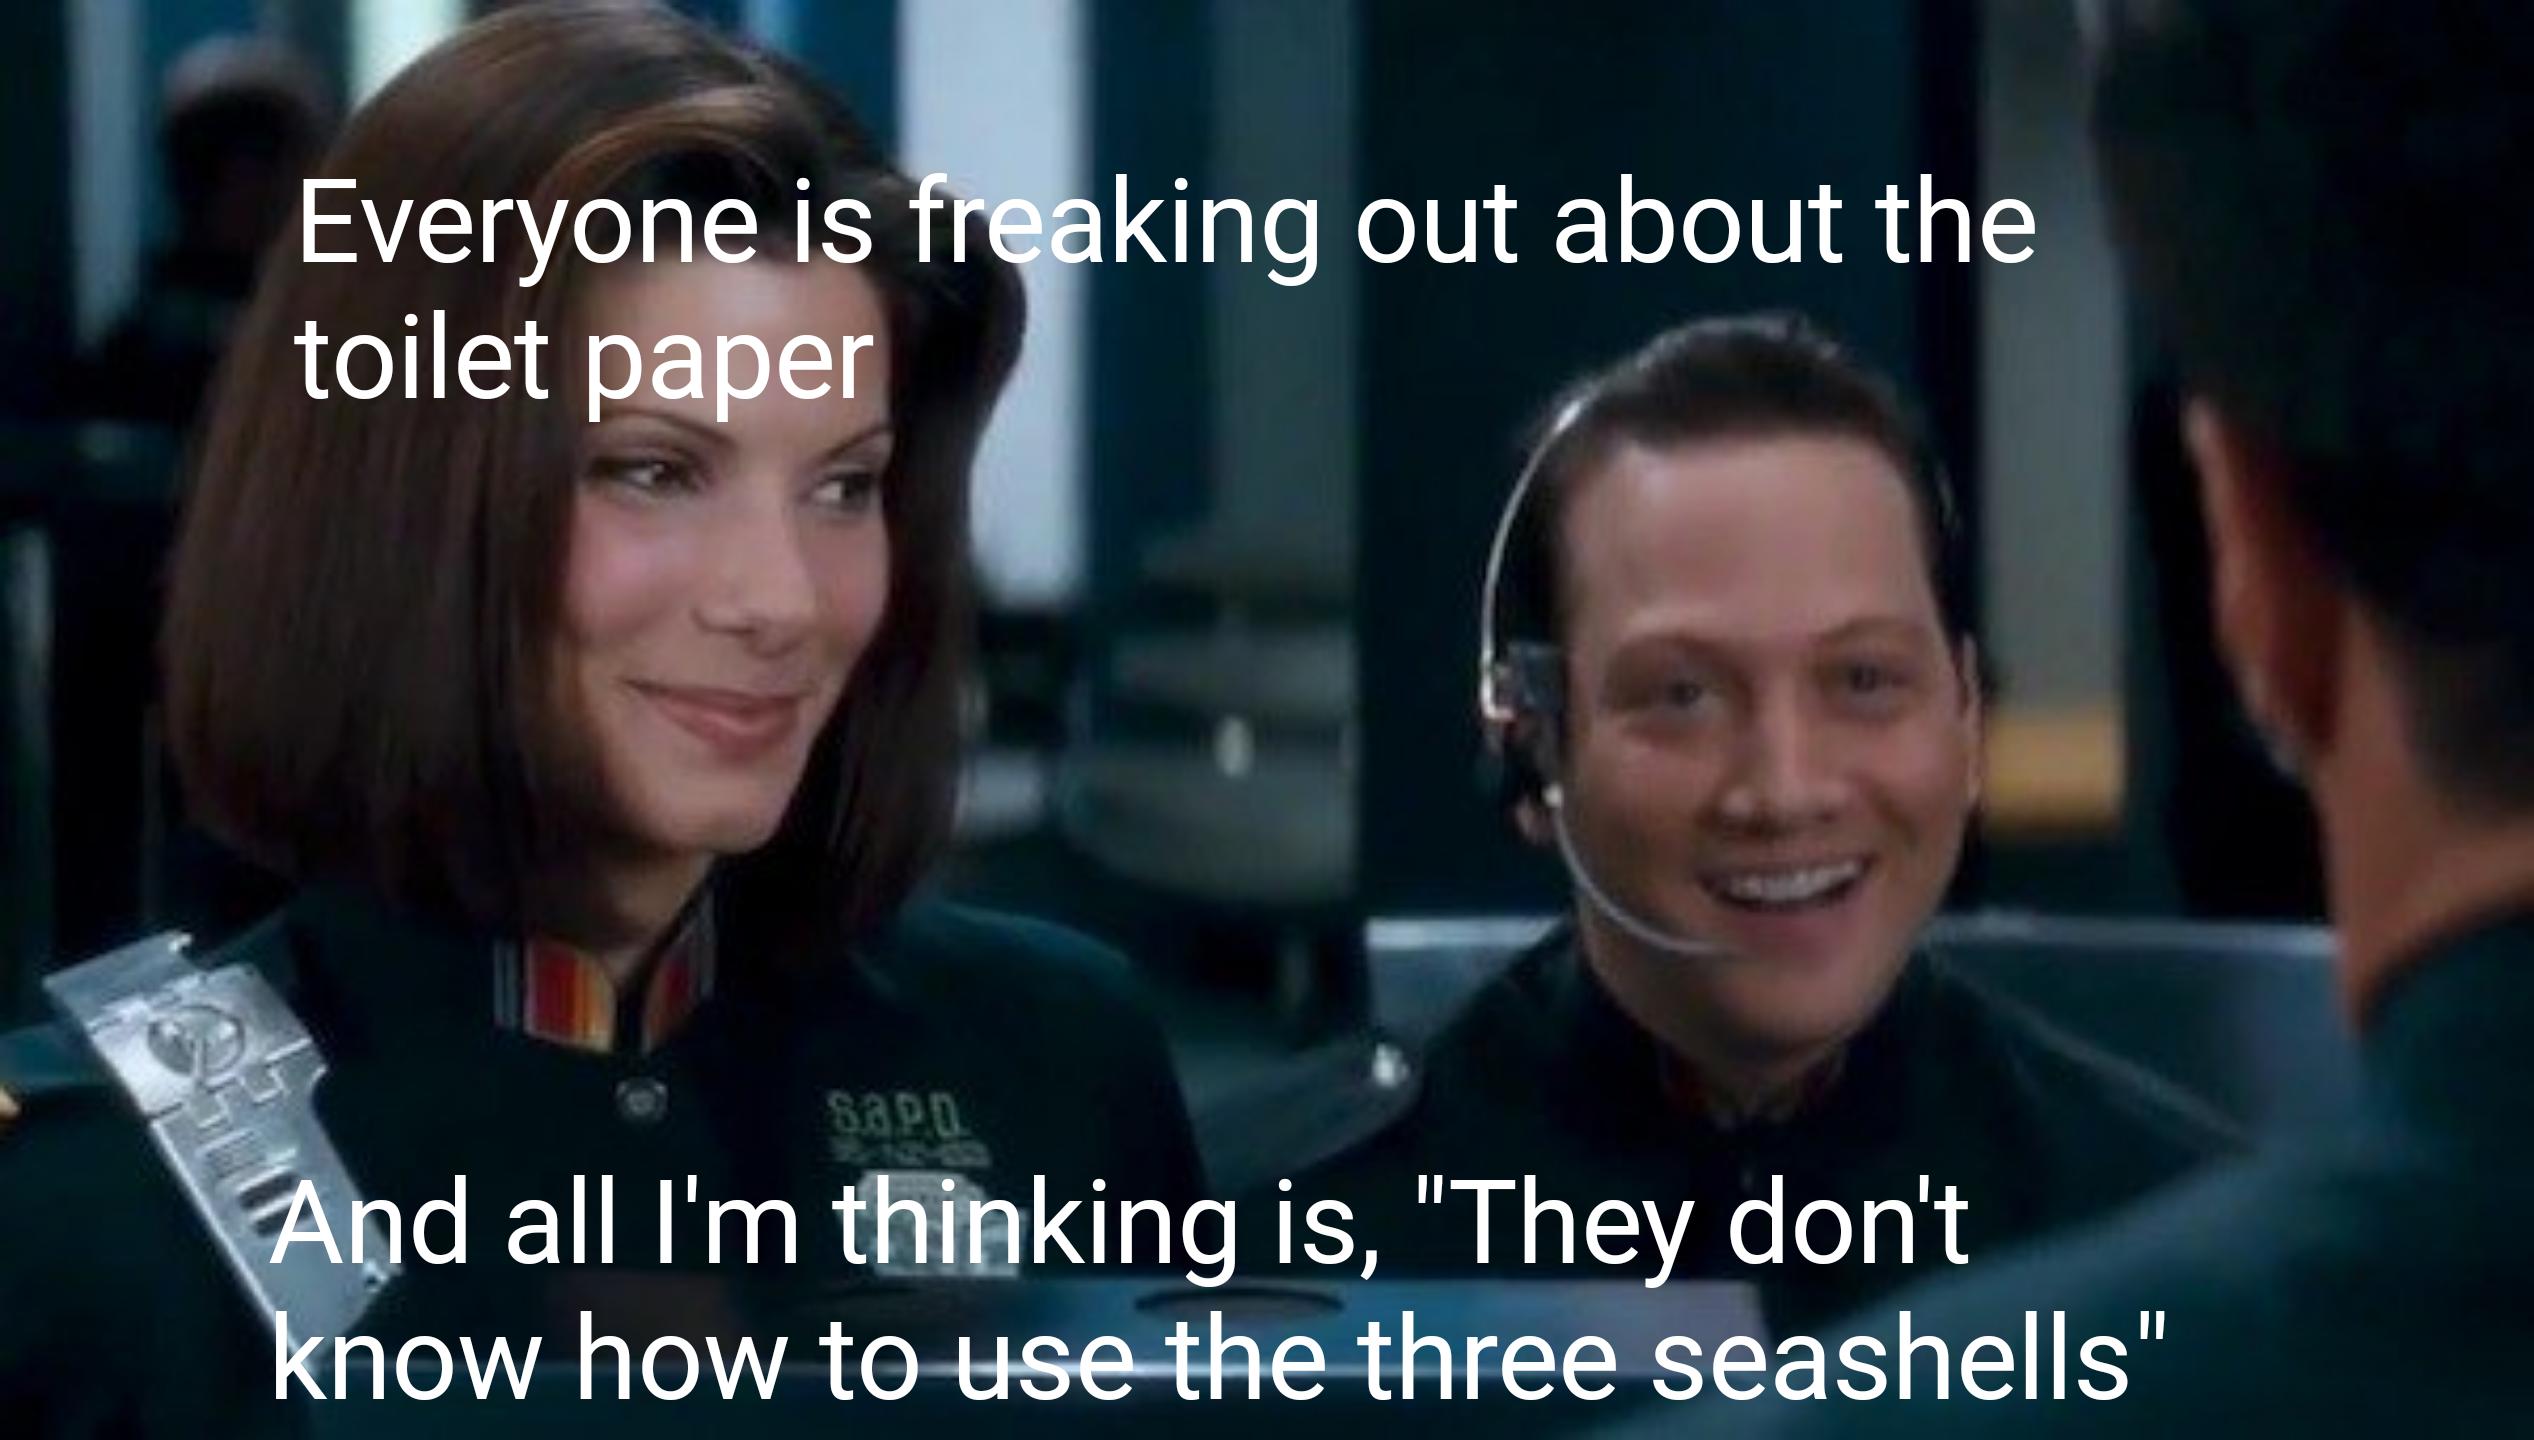 Everyone is freaking out about the
toilet paper
S.A.P.D.
And all I'm thinking is, "They don't
know how to use the three seashells"